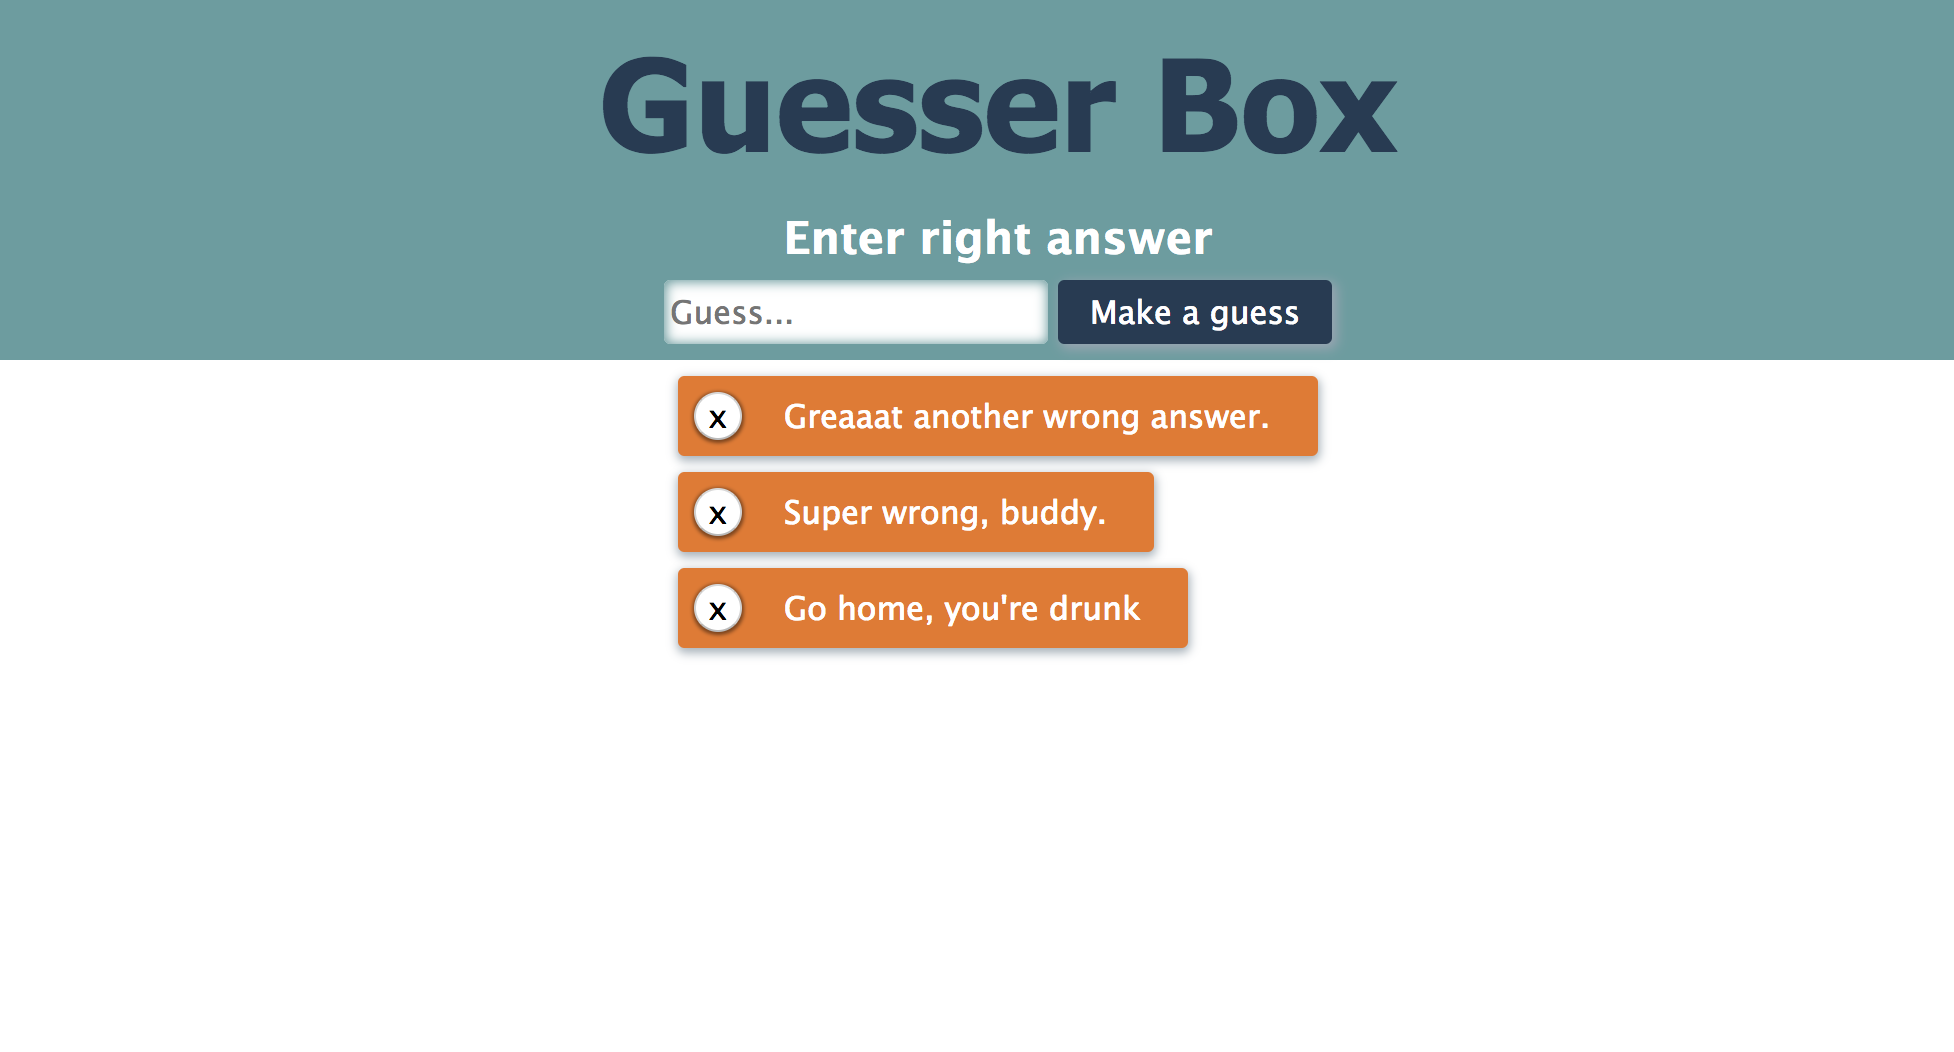 Guesser Box
Enter right answer
Guess...
Make a guess
x Greaaat another wrong answer.
x Super wrong, buddy.
x Go home, you're drunk